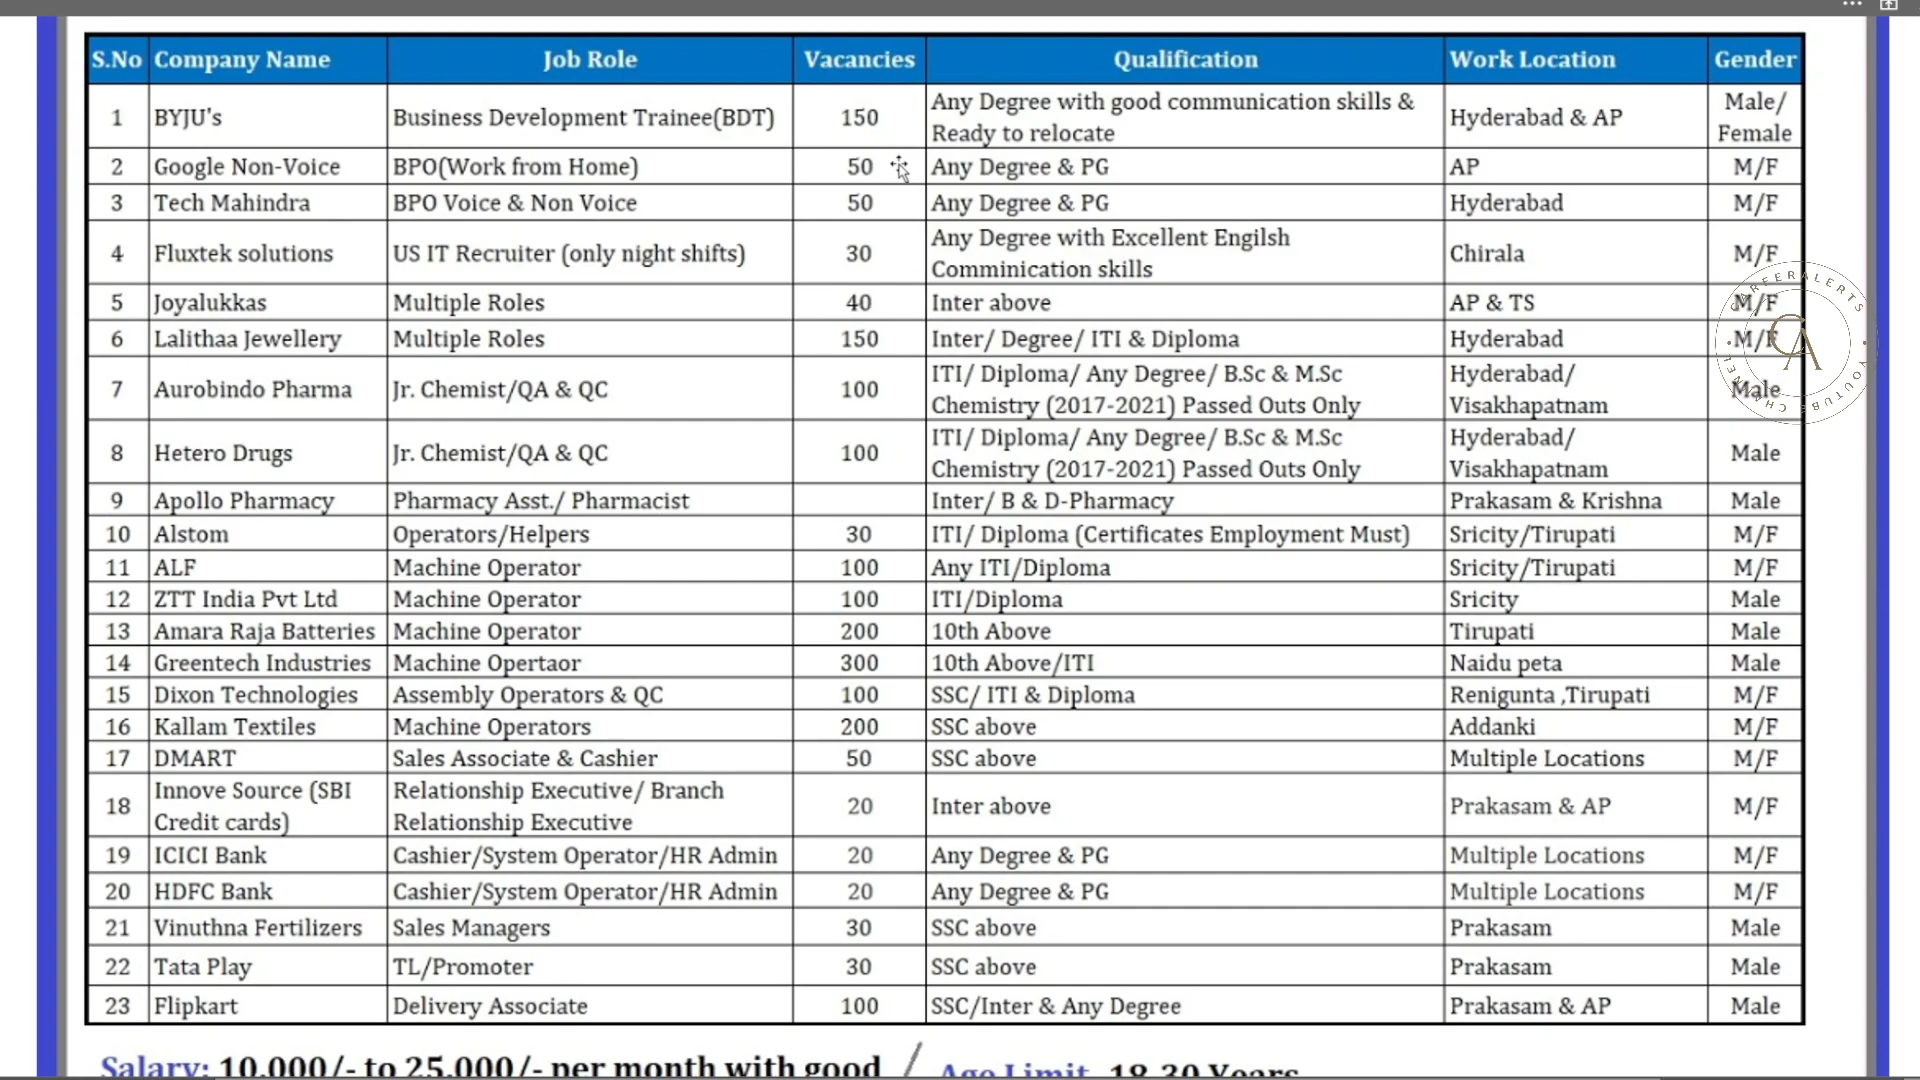 S.No Company Name Job Role Vacancies Qualification Work Location Gender
1 BYJU's Business Development Trainee(BDT) 150 Any Degree with good communication skills & Ready to relocate Hyderabad & AP Male/ Female
2 Google Non-Voice BPO(Work from Home) 50 Any Degree & PG AP M/F
3 Tech Mahindra BPO Voice & Non Voice 50 Any Degree & PG Hyderabad M/F
4 Fluxtek solutions US IT Recruiter (only night shifts) 30 Any Degree with Excellent Engilsh Comminication skills Chirala M/F
5 Joyalukkas Multiple Roles 40 Inter above AP & TS M/F
6 Lalithaa Jewellery Multiple Roles 150 Inter/ Degree/ ITI & Diploma Hyderabad M/F
7 Aurobindo Pharma Jr. Chemist/QA & QC 100 ITI/ Diploma/ Any Degree/ B.Sc & M.Sc Chemistry (2017-2021) Passed Outs Only Hyderabad/ Visakhapatnam Male
8 Hetero Drugs Jr. Chemist/QA & QC 100 ITI/ Diploma/ Any Degree/ B.Sc & M.Sc Chemistry (2017-2021) Passed Outs Only Hyderabad/ Visakhapatnam Male
9 Apollo Pharmacy Pharmacy Asst./ Pharmacist Inter/ B & D-Pharmacy Prakasam & Krishna Male
10 Alstom Operators/Helpers 30 ITI/ Diploma (Certificates Employment Must) Sricity/Tirupati M/F
11 ALF Machine Operator 100 Any ITI/Diploma Sricity/Tirupati M/F
12 ZTT India Pvt Ltd Machine Operator 100 ITI/Diploma Sricity Male
13 Amara Raja Batteries Machine Operator 200 10th Above Tirupati Male
14 Greentech Industries Machine Opertaor 300 10th Above/ITI Naidu peta Male
15 Dixon Technologies Assembly Operators & QC 100 SSC/ ITI & Diploma Renigunta ,Tirupati M/F
16 Kallam Textiles Machine Operators 200 SSC above Addanki M/F
17 DMART Sales Associate & Cashier 50 SSC above Multiple Locations M/F
18 Innove Source (SBI Credit cards) Relationship Executive/ Branch Relationship Executive 20 Inter above Prakasam & AP M/F
19 ICICI Bank Cashier/System Operator/HR Admin 20 Any Degree & PG Multiple Locations M/F
20 HDFC Bank Cashier/System Operator/HR Admin 20 Any Degree & PG Multiple Locations M/F
21 Vinuthna Fertilizers Sales Managers 30 SSC above Prakasam Male
22 Tata Play TL/Promoter 30 SSC above Prakasam Male
23 Flipkart Delivery Associate 100 SSC/Inter & Any Degree Prakasam & AP Male
Salary: 10,000/- to 25,000/- per month with good
Age Limit 18-30 Years
CAREERALERTS YOUTUBE CHANNEL
CA